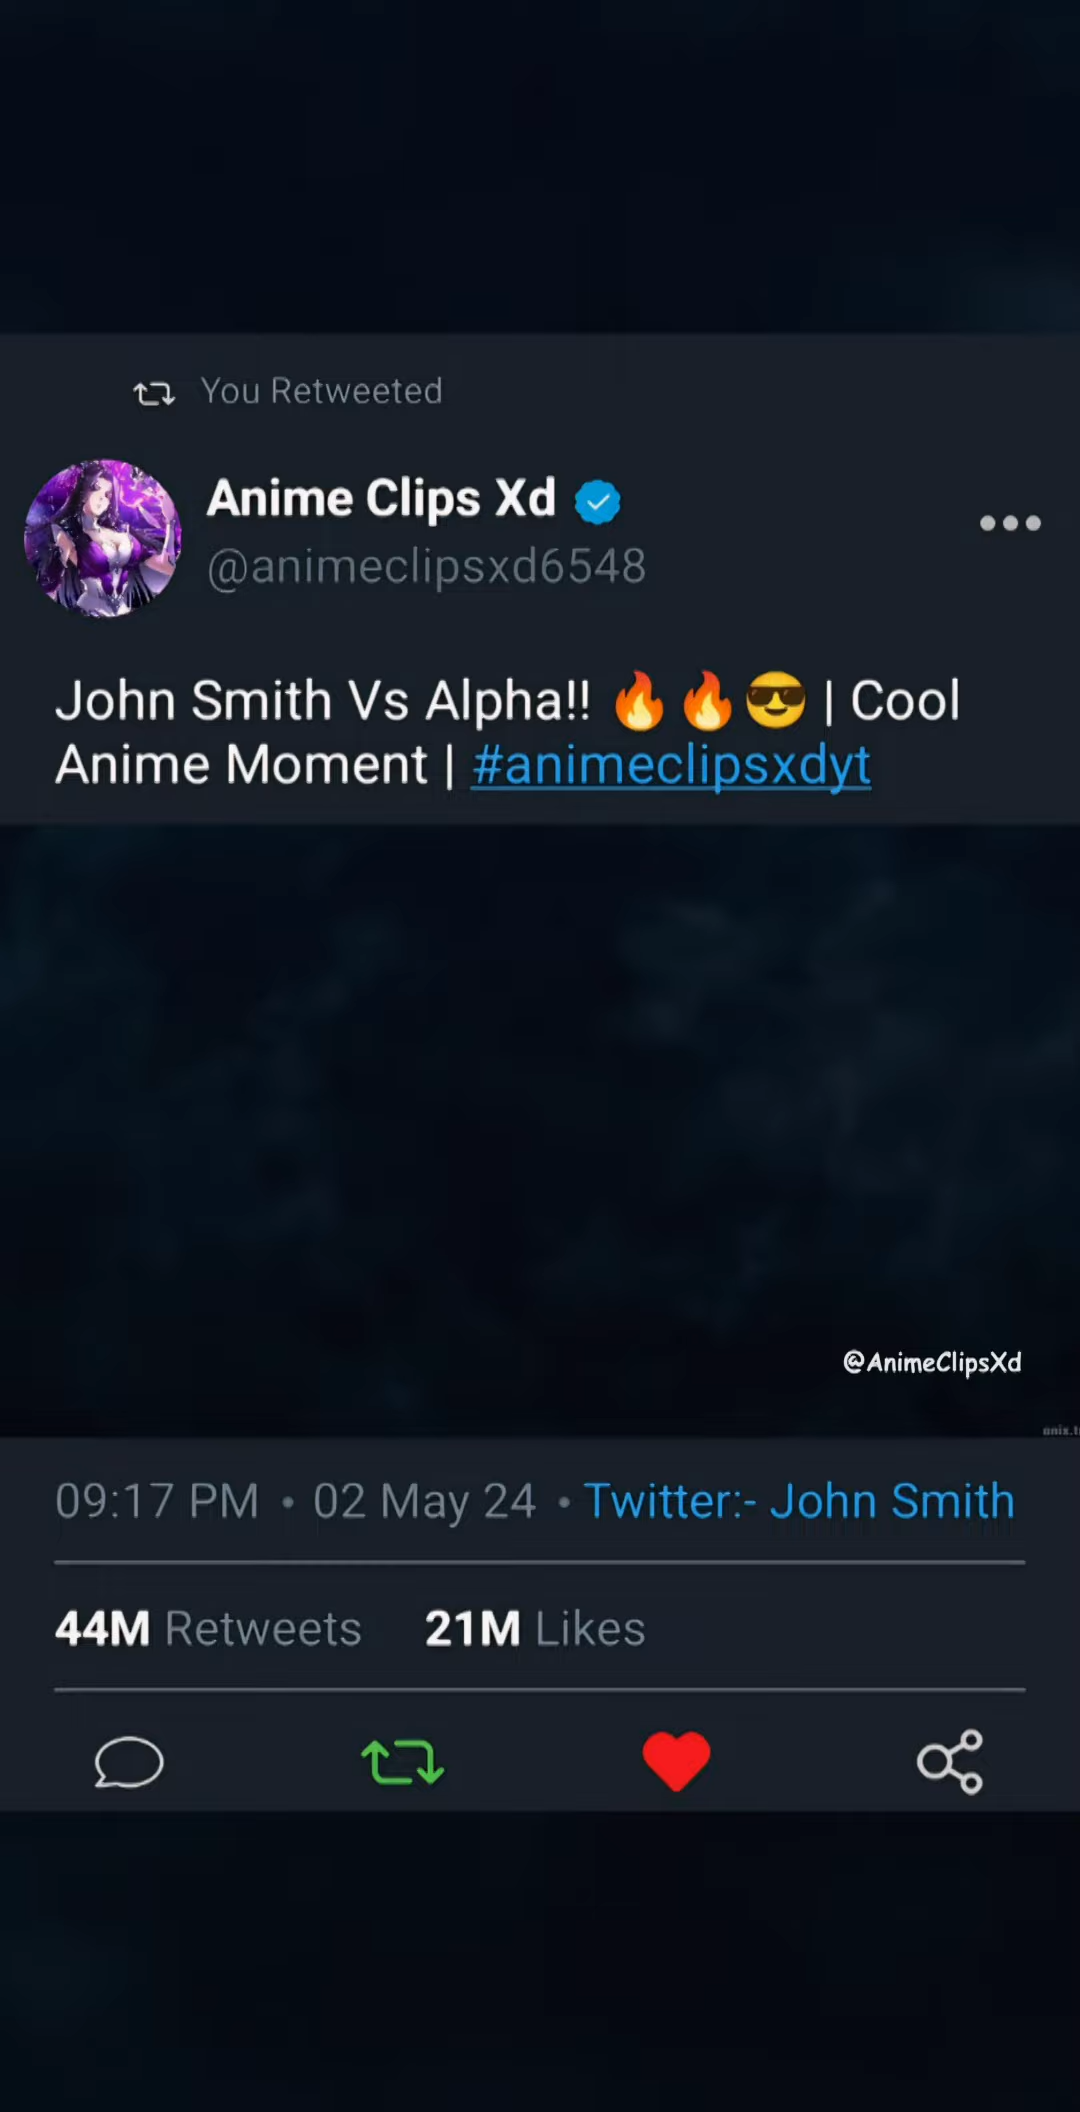 You Retweeted
Anime Clips Xd
@animeclipsxd6548
John Smith Vs Alpha!! 🔥🔥😎 | Cool
Anime Moment | #animeclipsxdyt
@AnimeClipsXd
09:17 PM • 02 May 24 • Twitter:- John Smith
44M Retweets 21M Likes